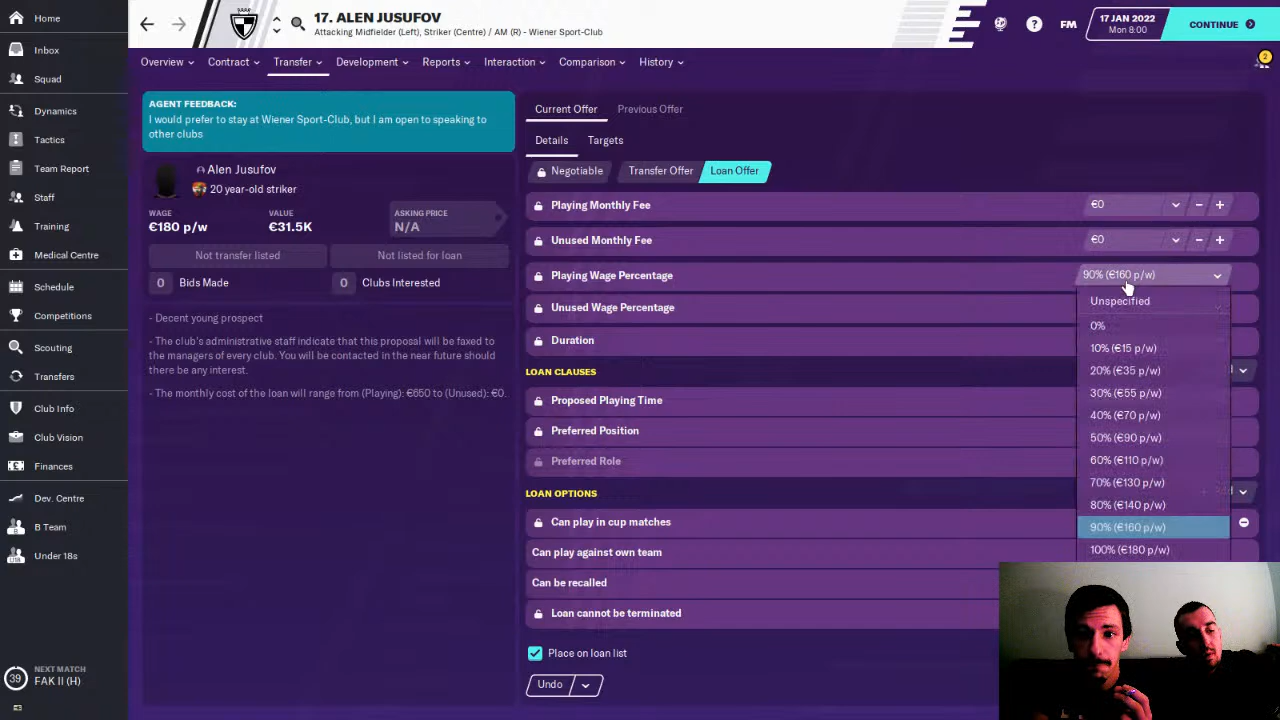 Home
Inbox
Squad
Dynamics
Tactics
Team Report
Staff
Training
Medical Centre
Schedule
Competitions
Scouting
Transfers
Club Info
Club Vision
Finances
Dev. Centre
B Team
Under 18s
39
NEXT MATCH
FAK II (H)
17. ALEN JUSUFOV
Attacking Midfielder (Left), Striker (Centre) / AM (R) - Wiener Sport-Club
FM
17 JAN 2022
Mon 8:00
CONTINUE
2
Overview
Contract
Transfer
Development
Reports
Interaction
Comparison
History
AGENT FEEDBACK:
I would prefer to stay at Wiener Sport-Club, but I am open to speaking to
other clubs
Alen Jusufov
20 year-old striker
WAGE
€180 p/w
VALUE
€31.5K
ASKING PRICE
N/A
Not transfer listed
Not listed for loan
0 Bids Made
0 Clubs Interested
- Decent young prospect
- The club's administrative staff indicate that this proposal will be faxed to
the managers of every club. You will be contacted in the near future should
there be any interest.
- The monthly cost of the loan will range from (Playing): €650 to (Unused): €0.
Current Offer
Previous Offer
Details
Targets
Negotiable
Transfer Offer
Loan Offer
Playing Monthly Fee
€0
Unused Monthly Fee
€0
Playing Wage Percentage
90% (€160 p/w)
Unused Wage Percentage
Duration
LOAN CLAUSES
Proposed Playing Time
Preferred Position
Preferred Role
LOAN OPTIONS
Can play in cup matches
Can play against own team
Can be recalled
Loan cannot be terminated
Place on loan list
Undo
Unspecified
0%
10% (€15 p/w)
20% (€35 p/w)
30% (€55 p/w)
40% (€70 p/w)
50% (€90 p/w)
60% (€110 p/w)
70% (€130 p/w)
80% (€140 p/w)
90% (€160 p/w)
100% (€180 p/w)